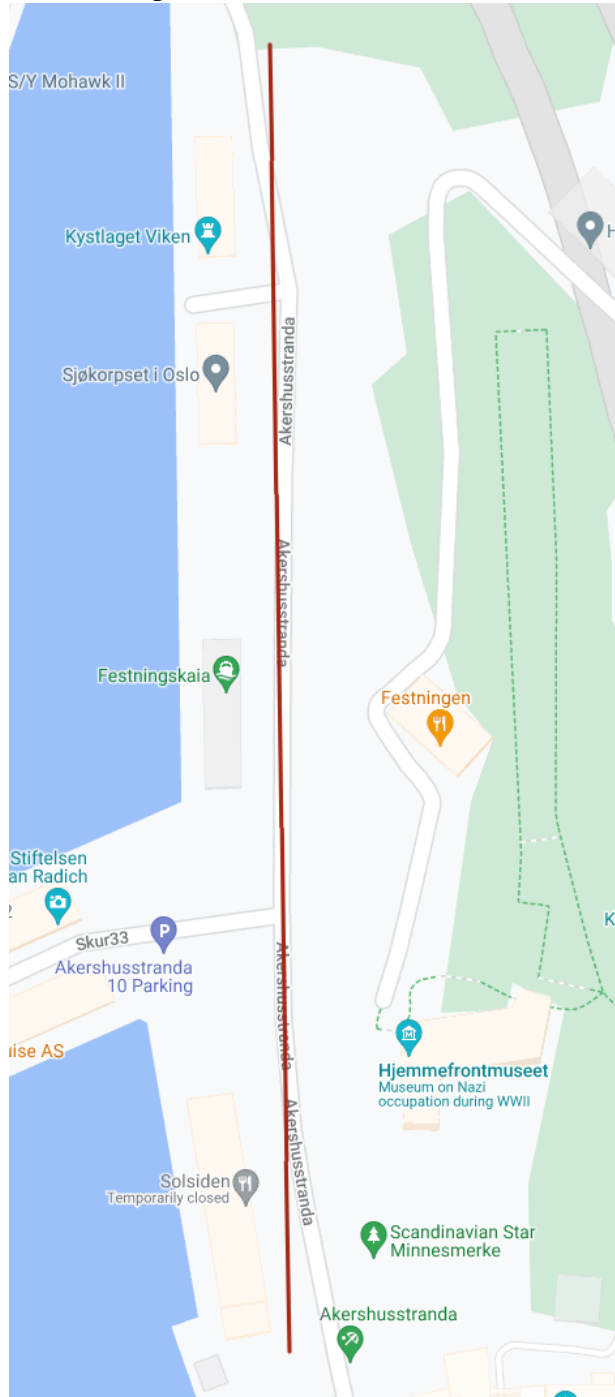 S/Y Mohawk II
Kystlaget Viken
H
Sjøkorpset i Oslo
Akershusstranda
Akershusstranda
Festningskaia
Festningen
Stiftelsen
an Radich
2
K
Skur33
P
Akershusstranda
10 Parking
Akershusstranda
uise AS
M
Hjemmefrontmuseet
Museum on Nazi
occupation during WWII
Akershusstranda
Solsiden
Temporarily closed
Scandinavian Star
Minnesmerke
Akershusstranda